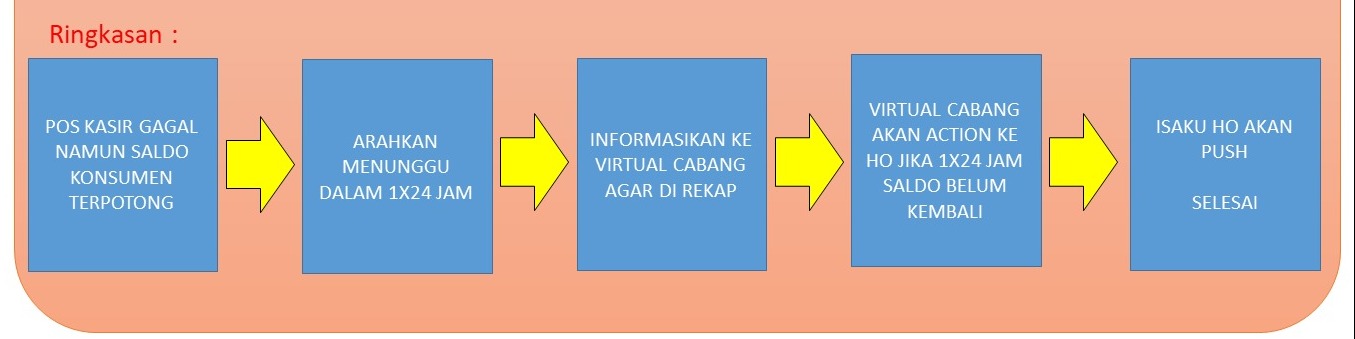 Ringkasan :
POS KASIR GAGAL
NAMUN SALDO
KONSUMEN
TERPOTONG
ARAHKAN
MENUNGGU
DALAM 1X24 JAM
INFORMASIKAN KE
VIRTUAL CABANG
AGAR DI REKAP
VIRTUAL CABANG
AKAN ACTION KE
HO JIKA 1X24 JAM
SALDO BELUM
KEMBALI
ISAKU HO AKAN
PUSH
SELESAI